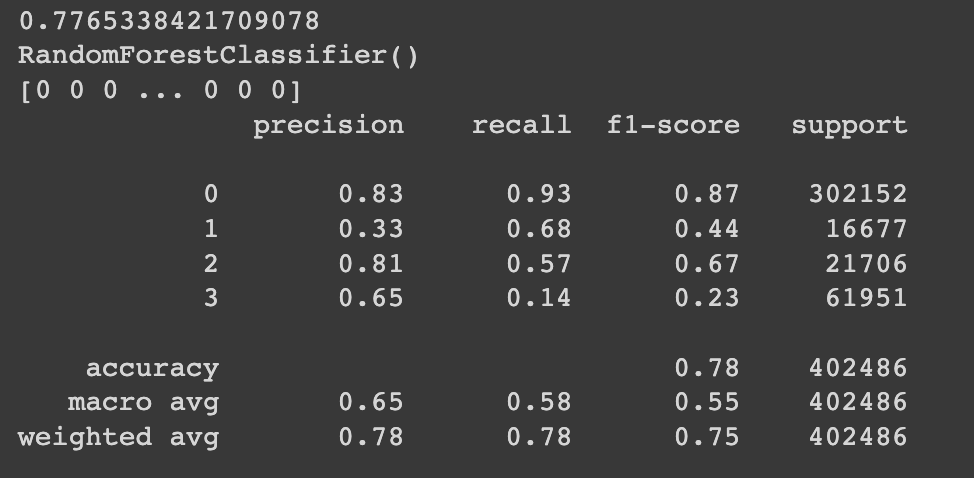 0.7765338421709078
RandomForestClassifier()
[0 0 0 ... 0 0 0]
precision recall f1-score support
0 0.83 0.93 0.87 302152
1 0.33 0.68 0.44 16677
2 0.81 0.57 0.67 21706
3 0.65 0.14 0.23 61951
accuracy 0.78 402486
macro avg 0.65 0.58 0.55 402486
weighted avg 0.78 0.78 0.75 402486